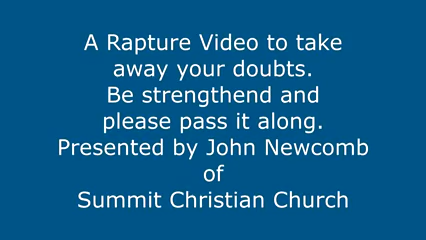 A Rapture Video to take
away your doubts.
Be strengthend and
please pass it along.
Presented by John Newcomb
of
Summit Christian Church